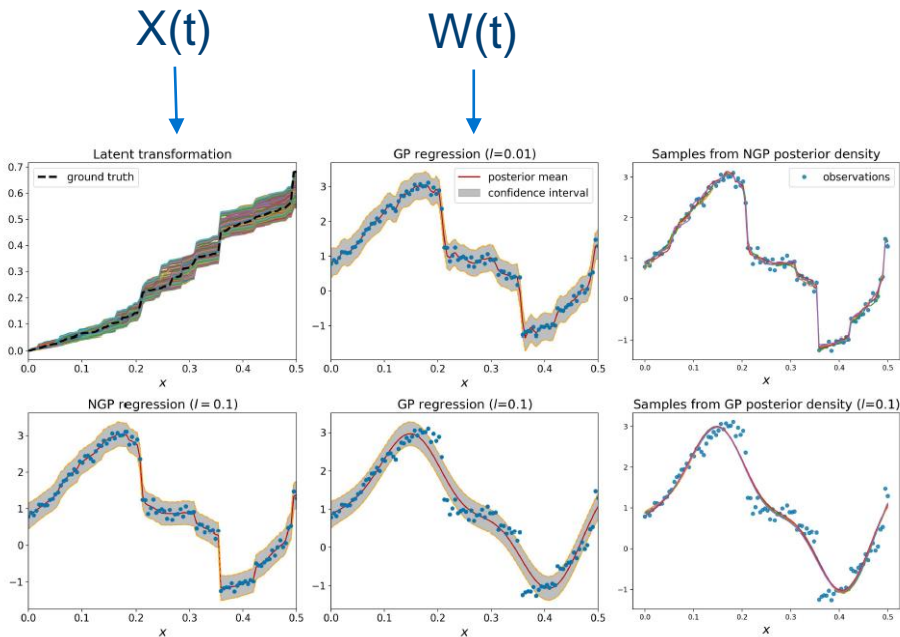 X(t)
W(t)
Latent transformation
ground truth
0.7
0.6
0.5
0.4
0.3
0.2
0.1
0.0
0.0 0.1 0.2 0.3 0.4 0.5
x
GP regression (l=0.01)
posterior mean
confidence interval
3
2
1
0
−1
0.0 0.1 0.2 0.3 0.4 0.5
x
Samples from NGP posterior density
observations
3
2
1
0
−1
0.0 0.1 0.2 0.3 0.4 0.5
x
NGP regression (l = 0.1)
3
2
1
0
−1
0.0 0.1 0.2 0.3 0.4 0.5
x
GP regression (l=0.1)
3
2
1
0
−1
0.0 0.1 0.2 0.3 0.4 0.5
x
Samples from GP posterior density (l=0.1)
3
2
1
0
−1
0.0 0.1 0.2 0.3 0.4 0.5
x